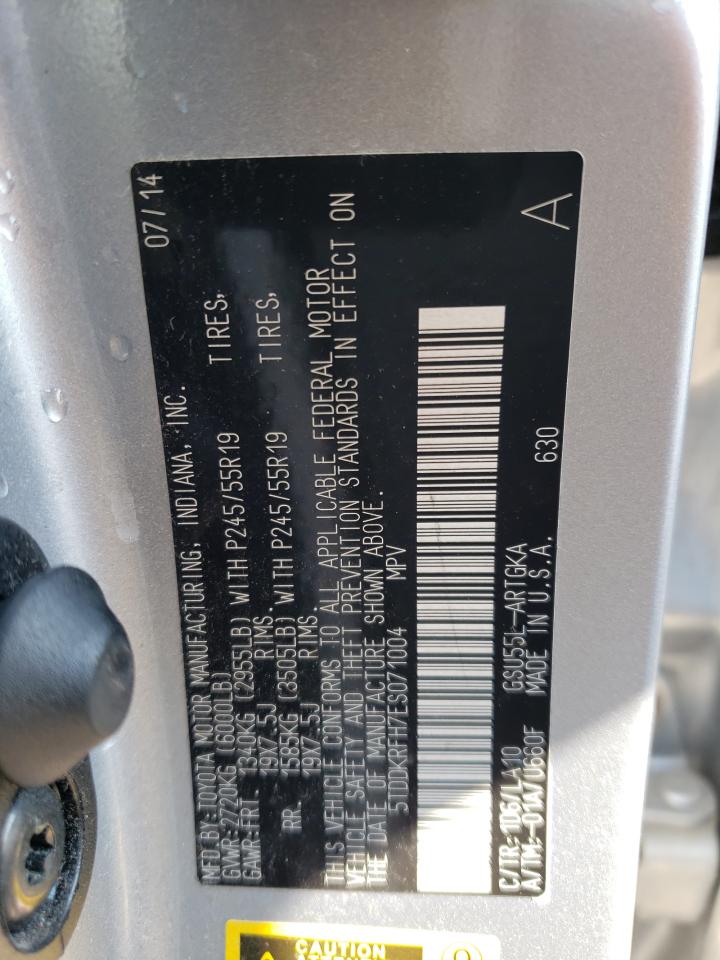 MFD.BY:TOYOTA MOTOR MANUFACTURING, INDIANA, INC. 07/14
GVWR:2720KG (6000LB)
GAWR:FRT 1340KG (2955LB) WITH P245/55R19 TIRES,
19X7.5J RIMS.
RR. 1585KG (3505LB) WITH P245/55R19 TIRES,
19X7.5J RIMS.
THIS VEHICLE CONFORMS TO ALL APPLICABLE FEDERAL MOTOR
VEHICLE SAFETY AND THEFT PREVENTION STANDARDS IN EFFECT ON
THE DATE OF MANUFACTURE SHOWN ABOVE.
5TDDKRFH7ES071004 MPV
C/TR: 1D6/LA10 GSU55L-ARTGKA 630 A
A/TM:-01A/U660F MADE IN U.S.A.
CAUTION